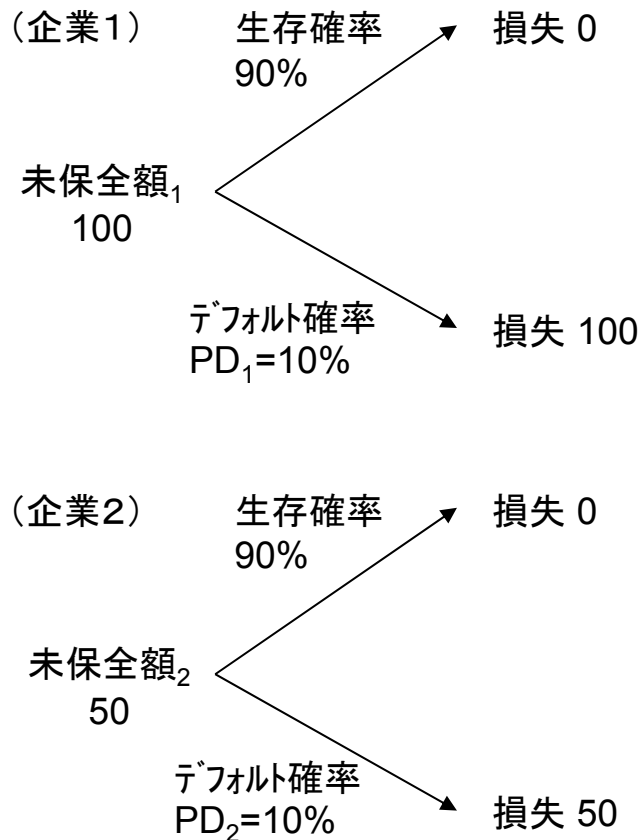 （企業１）
生存確率
90%
損失 0
未保全額₁
100
ﾃﾞﾌｫﾙﾄ確率
PD₁=10%
損失 100
（企業２）
生存確率
90%
損失 0
未保全額₂
50
ﾃﾞﾌｫﾙﾄ確率
PD₂=10%
損失 50